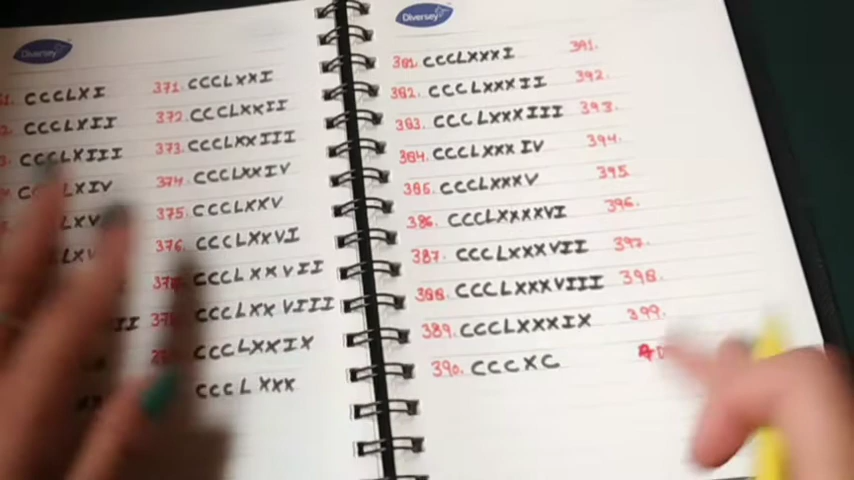 Diversey
CCCLXI
CCCLXII
CCCLXIII
LXIV
371. CCCLXXI
372. CCCLXXII
373. CCCLXXIII
374. CCCLXXIV
375. CCCLXXV
376. CCCLXXVI
CCCLXXVII
CCCLXXVIII
CCCLXXIX
CCCLXXX
Diversey
381. CCCLXXXI
382. CCCLXXXII
383. CCCLXXXIII
384. CCCLXXXIV
385. CCCLXXXV
386. CCCLXXXXVI
387. CCCLXXXVII
388. CCCLXXXVIII
389. CCCLXXXIX
390. CCCXC
391.
392.
393.
394.
395.
396.
397.
398.
399.